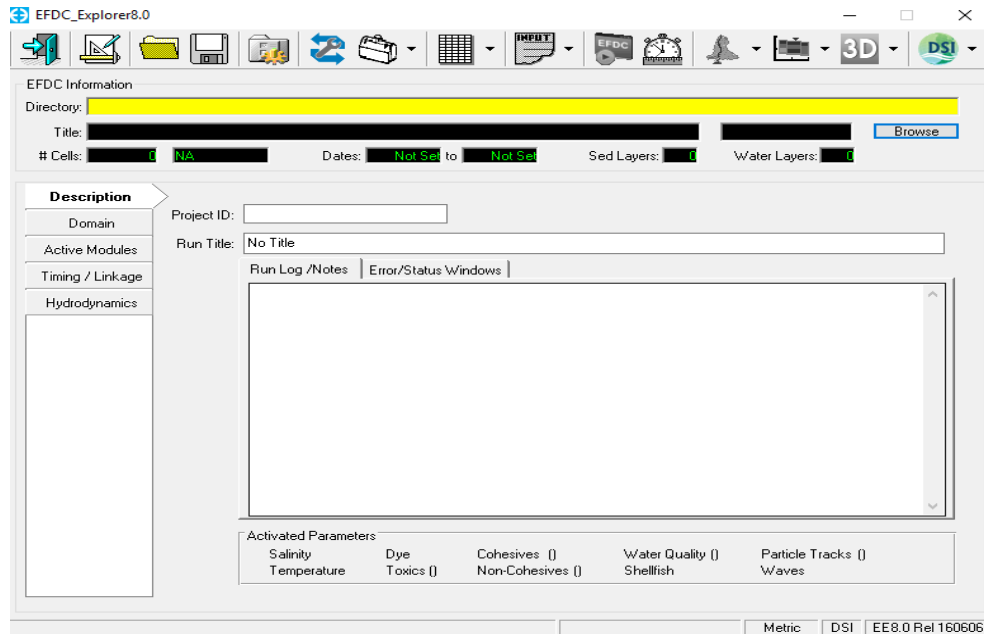 EFDC_Explorer8.0
INPUT EFDC 3D DSI
EFDC Information
Directory:
Title: Browse
# Cells: 0 NA Dates: Not Set to Not Set Sed Layers: 0 Water Layers: 0
Description
Domain
Active Modules
Timing / Linkage
Hydrodynamics
Project ID:
Run Title: No Title
Run Log /Notes Error/Status Windows
Activated Parameters
Salinity Dye Cohesives () Water Quality () Particle Tracks ()
Temperature Toxics () Non-Cohesives () Shellfish Waves
Metric DSI EE8.0 Rel 160606